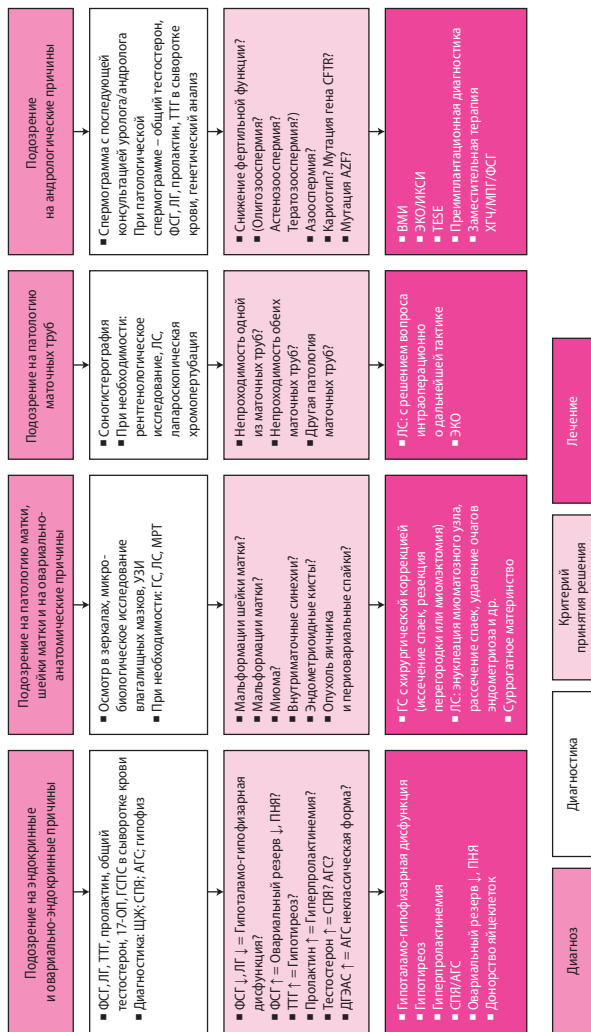 Подозрение на эндокринные
и овариально-эндокринные причины
■ ФСГ, ЛГ, ТТГ, пролактин, общий
тестостерон, 17-ОП, ГСПС в сыворотке крови
■ Диагностика: ЩЖ; СПЯ; АГС; гипофиз
■ ФСГ ↓, ЛГ ↓ = Гипоталамо-гипофизарная
дисфункция?
■ ФСГ ↑ = Овариальный резерв ↓, ПНЯ?
■ ТТГ ↑ = Гипотиреоз?
■ Пролактин ↑ = Гиперпролактинемия?
■ Тестостерон ↑ = СПЯ? АГС?
■ ДГЭАС ↑ = АГС неклассическая форма?
■ Гипоталамо-гипофизарная дисфункция
■ Гипотиреоз
■ Гиперпролактинемия
■ СПЯ/АГС
■ Овариальный резерв ↓, ПНЯ
■ Донорство яйцеклеток
Подозрение на патологию матки,
шейки матки и на овариально-
анатомические причины
■ Осмотр в зеркалах, микро-
биологическое исследование
влагалищных мазков, УЗИ
■ При необходимости: ГС, ЛС, МРТ
■ Мальформации шейки матки?
■ Мальформации матки?
■ Миома?
■ Внутриматочные синехии?
■ Эндометриоидные кисты?
■ Опухоль яичника
и периовариальные спайки?
■ ГС с хирургической коррекцией
(иссечение спаек, резекция
перегородки или миомэктомия)
■ ЛС: энуклеация миоматозного узла,
рассечение спаек, удаление очагов
эндометриоза и др.
■ Суррогатное материнство
Подозрение на патологию
маточных труб
■ Соногистерография
■ При необходимости:
рентгенологическое
исследование, ЛС,
лапароскопическая
хромопертубация
■ Непроходимость одной
из маточных труб?
■ Непроходимость обеих
маточных труб?
■ Другая патология
маточных труб?
■ ЛС: с решением вопроса
интраоперационно
о дальнейшей тактике
■ ЭКО
Подозрение
на андрологические причины
■ Спермограмма с последующей
консультацией уролога/андролога
При патологической
спермограмме – общий тестостерон,
ФСГ, ЛГ, пролактин, ТТГ в сыворотке
крови, генетический анализ
■ Снижение фертильной функции?
■ (Олигозооспермия?
Астенозооспермия?
Тератозооспермия?)
■ Азооспермия?
■ Кариотип? Мутация гена CFTR?
■ Мутация AZF?
■ ВМИ
■ ЭКО/ИКСИ
■ TESE
■ Преимплантационная диагностика
■ Заместительная терапия
ХГЧ/МПГ/ФСГ
Диагноз
Диагностика
Критерий
принятия решения
Лечение